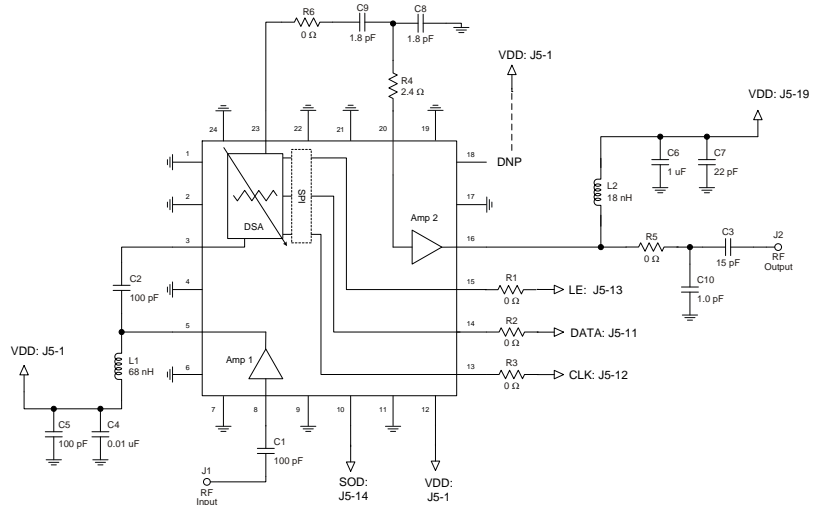 R6
0 Ω
C9
1.8 pF
C8
1.8 pF
R4
2.4 Ω
VDD: J5-1
VDD: J5-19
24
23
22
21
20
19
1
2
3
4
5
6
18
DNP
17
16
15
14
13
7
8
9
10
11
12
DSA
SPI
Amp 2
Amp 1
C6
1 uF
C7
22 pF
L2
18 nH
R5
0 Ω
C3
15 pF
J2
RF
Output
C10
1.0 pF
C2
100 pF
R1
0 Ω
LE: J5-13
R2
0 Ω
DATA: J5-11
R3
0 Ω
CLK: J5-12
VDD: J5-1
L1
68 nH
C5
100 pF
C4
0.01 uF
C1
100 pF
J1
RF
Input
SOD:
J5-14
VDD:
J5-1